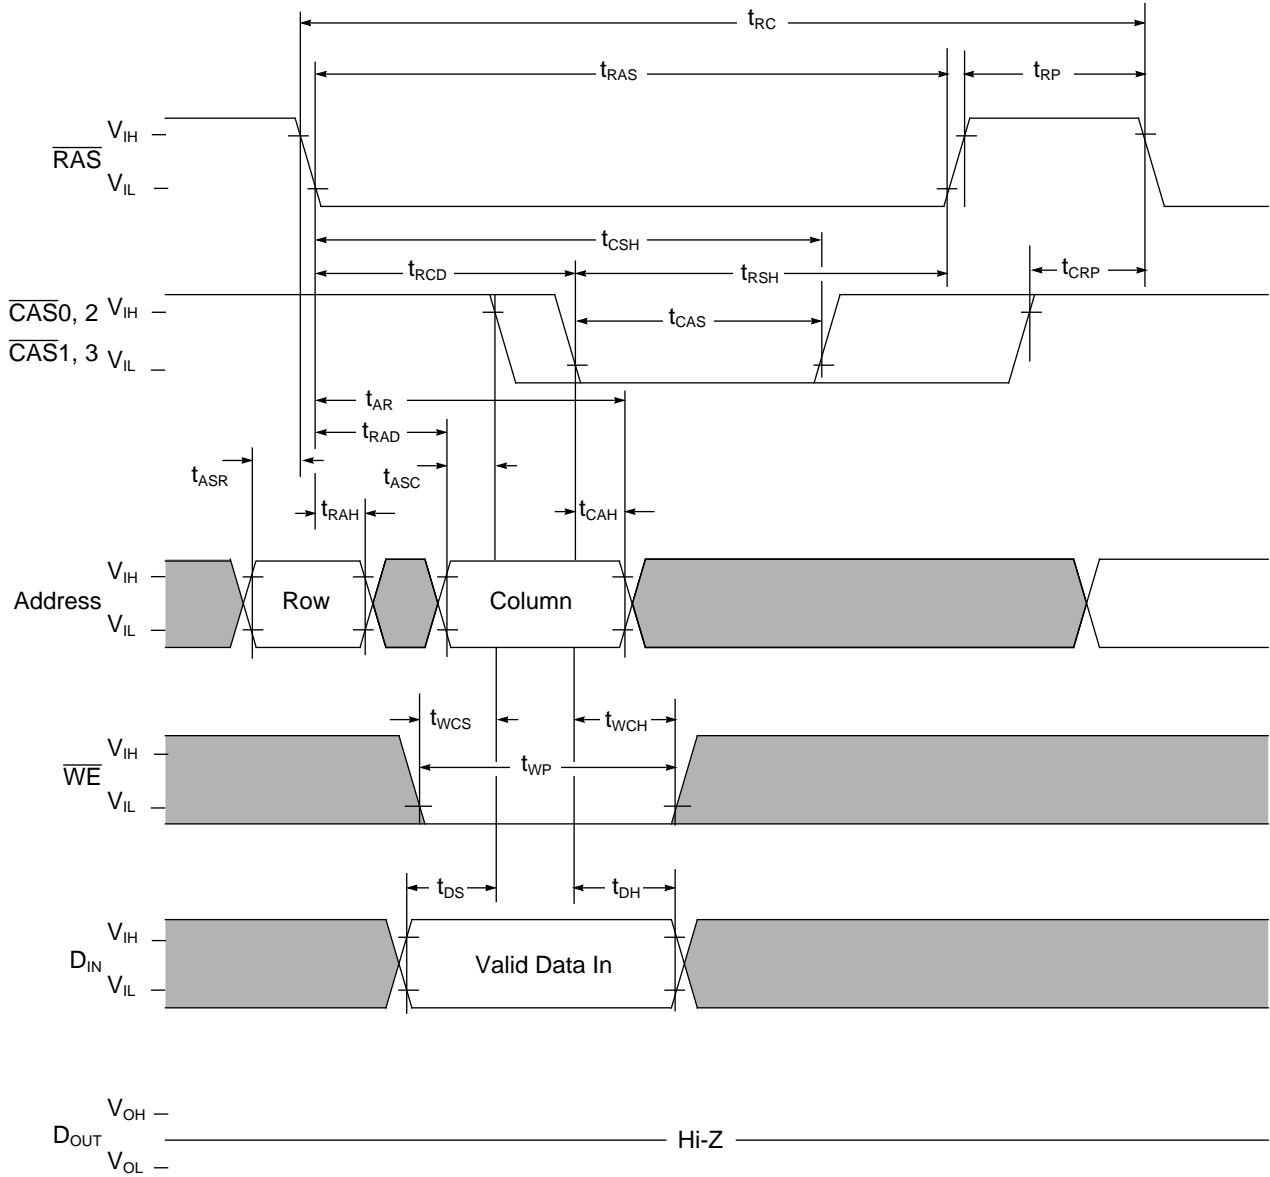 tRC
tRAS
tRP
VIH
RAS
VIL
tCSH
tRCD
tRSH
tCRP
CAS0, 2 VIH
tCAS
CAS1, 3 VIL
tAR
tRAD
tASR
tASC
tRAH
tCAH
VIH
Address
Row
Column
VIL
tWCS
tWCH
VIH
WE
tWP
VIL
tDS
tDH
VIH
DIN
Valid Data In
VIL
VOH
DOUT
Hi-Z
VOL